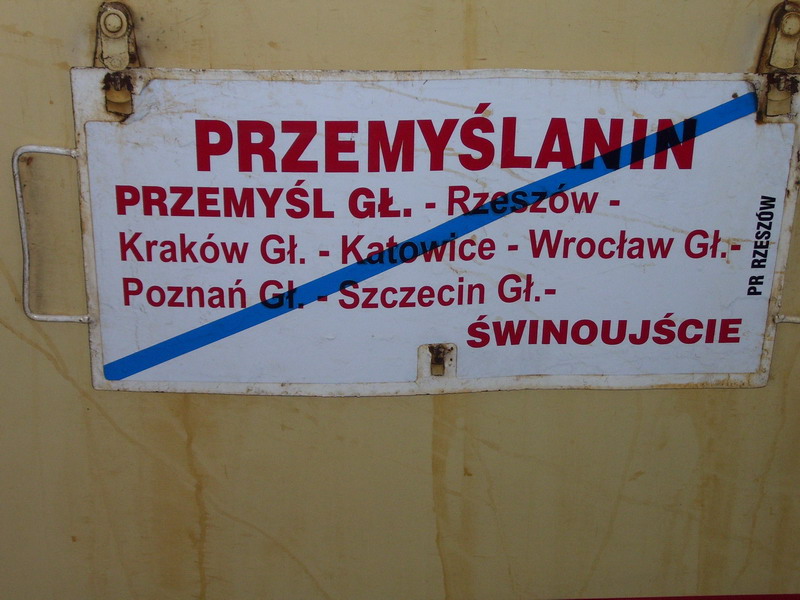 PRZEMYŚLANIN
PRZEMYŚL GŁ. - Rzeszów -
Kraków Gł. - Katowice - Wrocław Gł.-
Poznań Gł. - Szczecin Gł.-
ŚWINOUJŚCIE
PR RZESZÓW